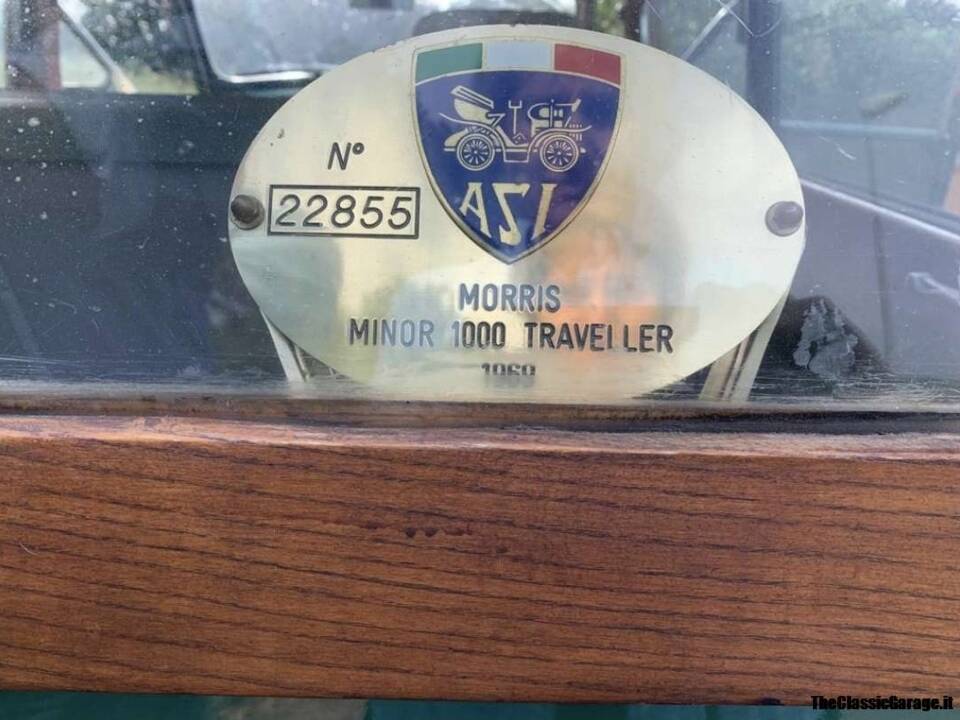 N°
22855
ASI
MORRIS
MINOR 1000 TRAVELLER
TheClassicGarage.it